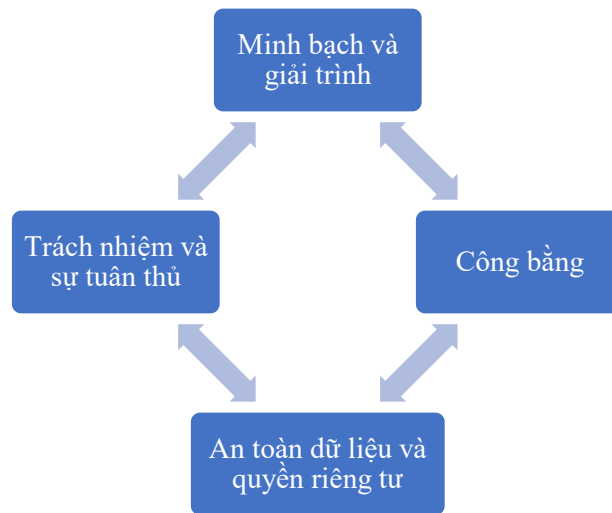 Minh bạch và
giải trình
Trách nhiệm và
sự tuân thủ
Công bằng
An toàn dữ liệu và
quyền riêng tư